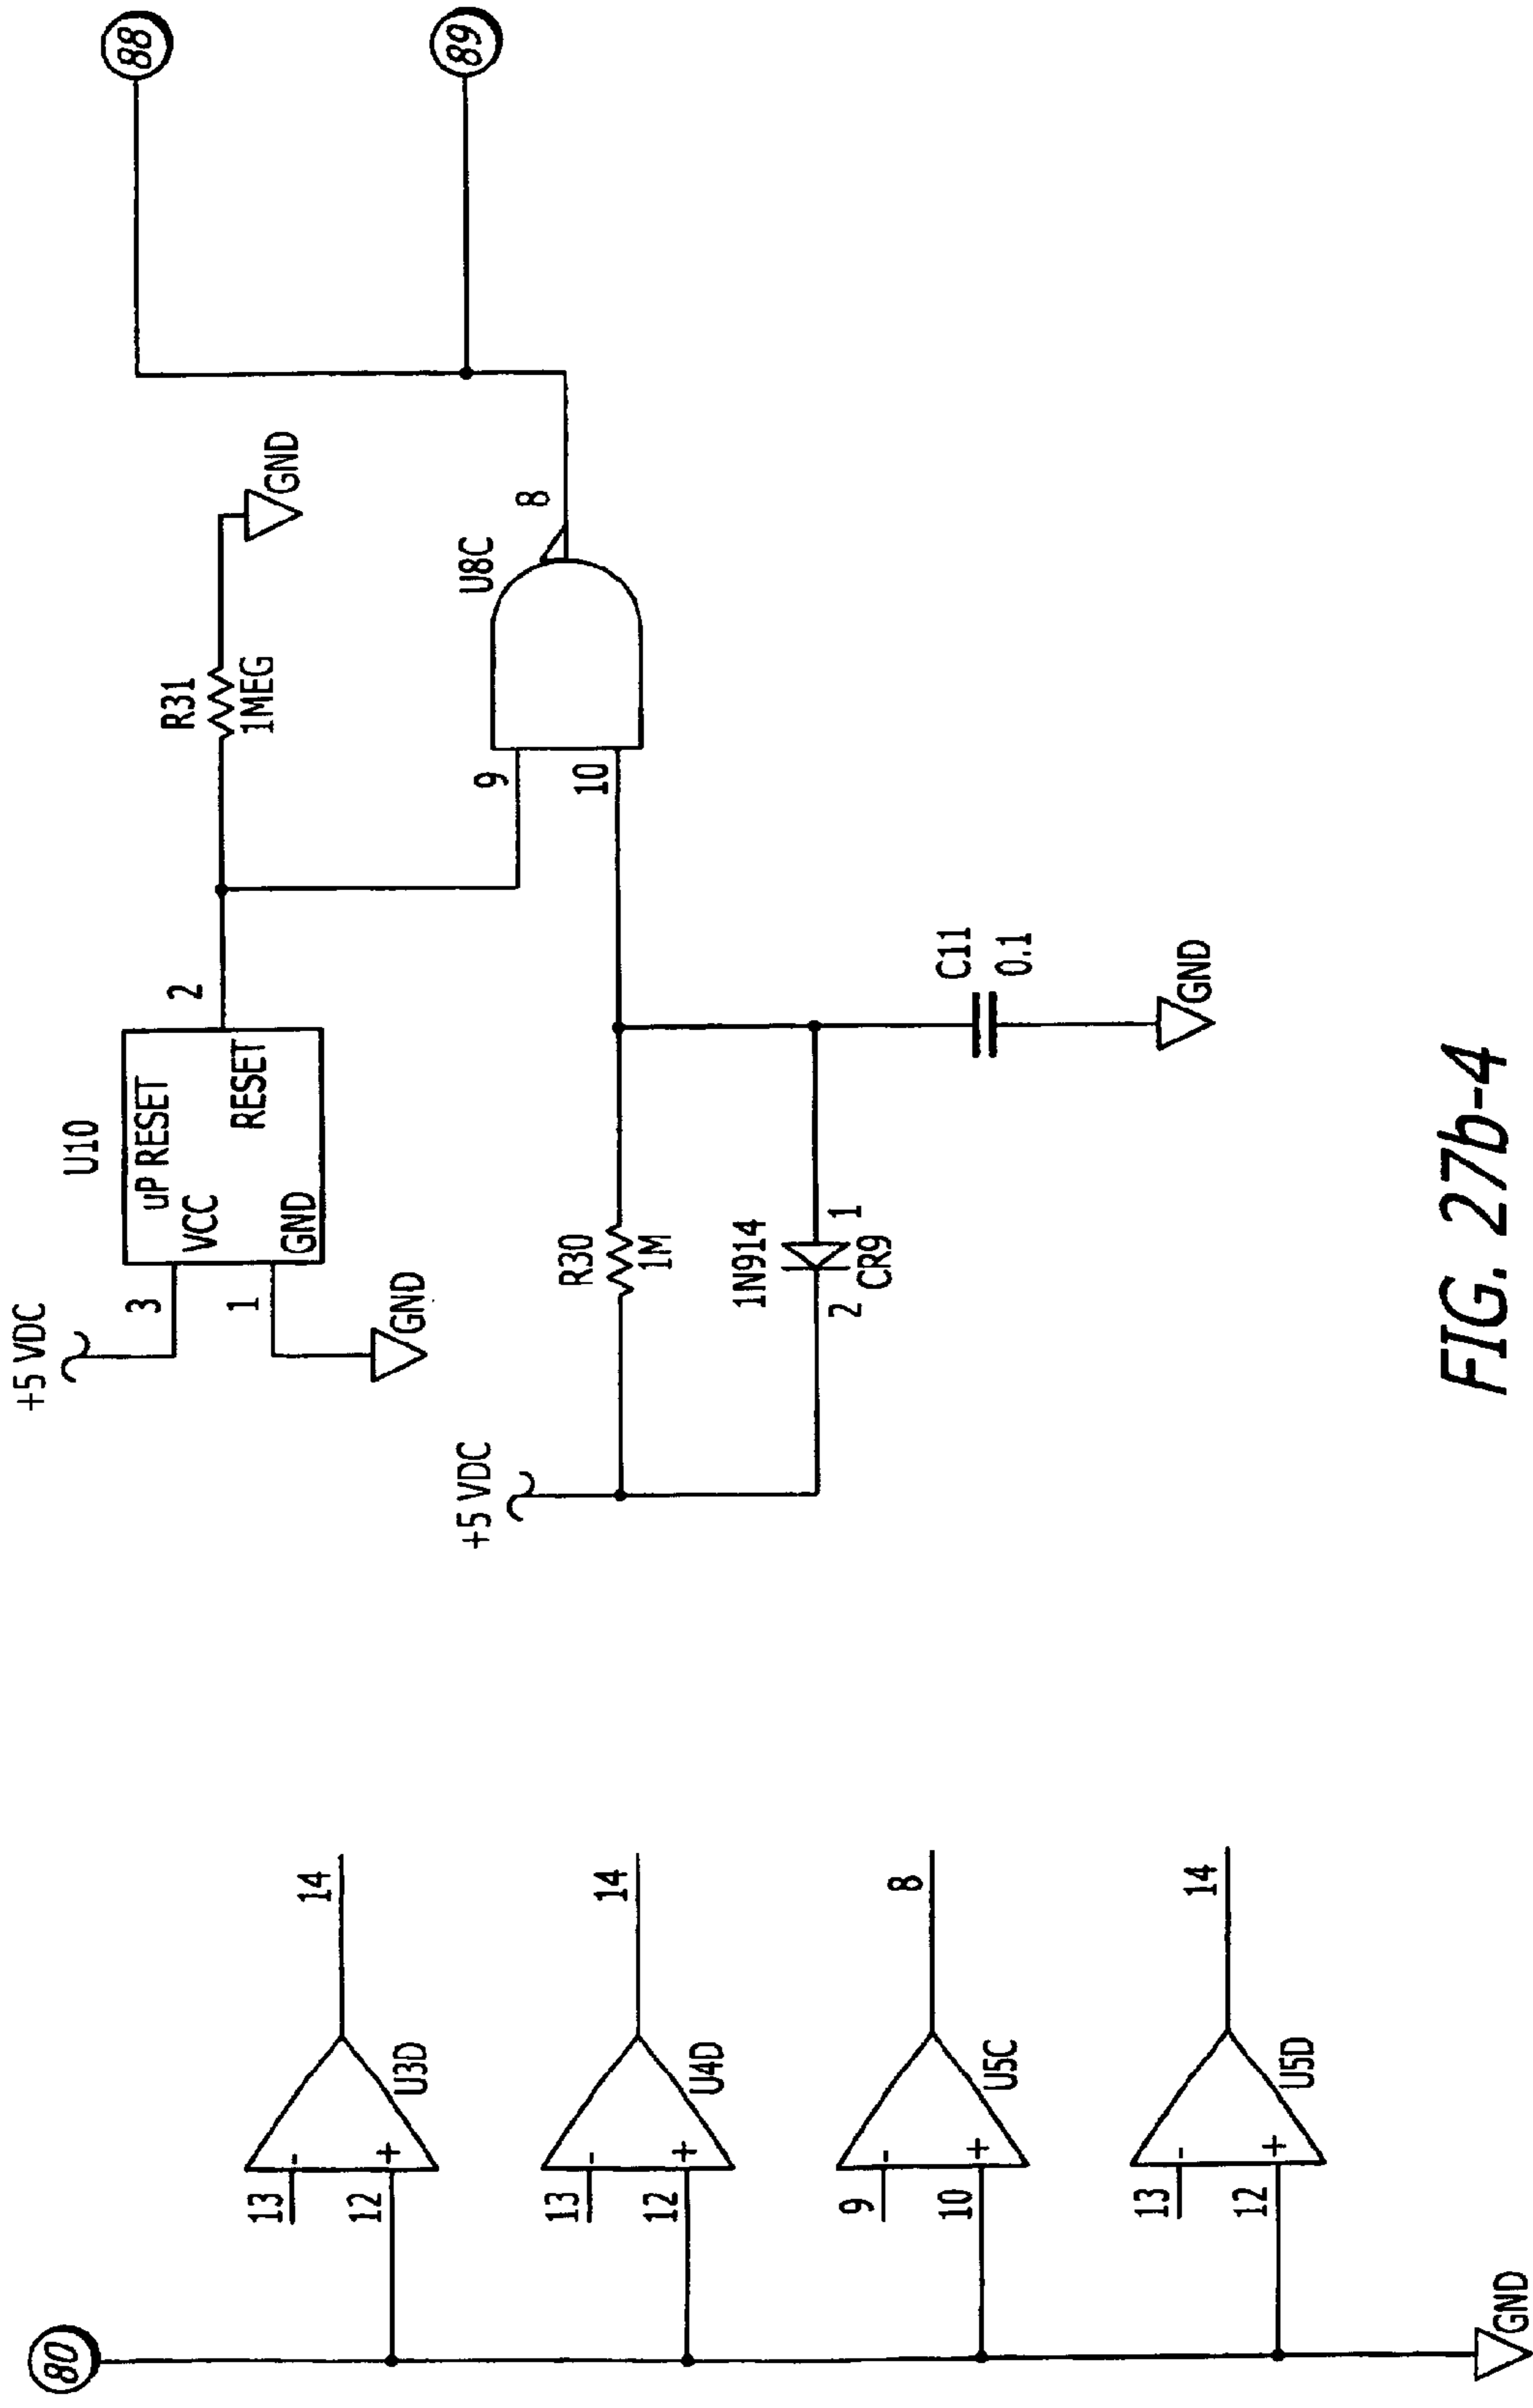 80
13
-
12
+
U3D
14
13
-
12
+
U4D
14
9
-
10
+
U5C
8
13
-
12
+
U5D
14
GND
+5 VDC
3
1
GND
U10
uP RESET
VCC
GND
RESET
2
R31
1MEG
GND
+5 VDC
R30
1M
1N914
2
1
CR9
C11
0.1
GND
9
10
U8C
8
88
89
FIG. 27b-4